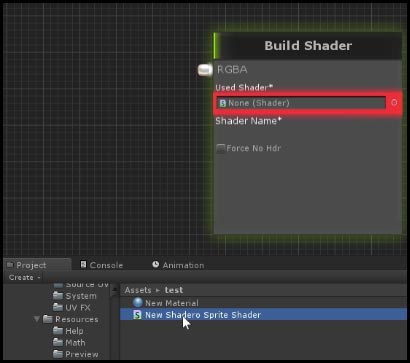 Build Shader
RGBA
Used Shader*
None (Shader)
Shader Name*
Force No Hdr
Project
Console
Animation
Create
Assets ▸ test
Source UV
System
UV FX
Resources
Help
Math
Preview
New Material
New Shadero Sprite Shader